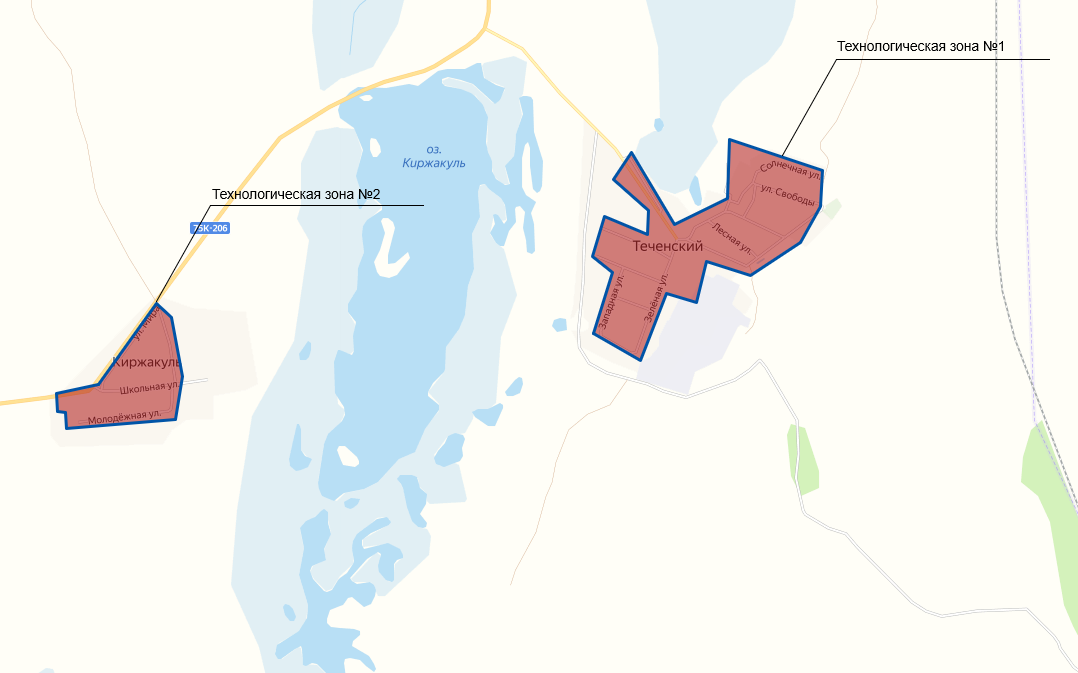 Технологическая зона №1
оз.
Киржакуль
Солнечная ул.
ул. Свободы
Технологическая зона №2
75К-206
Лесная ул.
Теченский
Западная ул.
Зелёная ул.
ул. Мира
Киржакуль
Школьная ул.
Молодёжная ул.